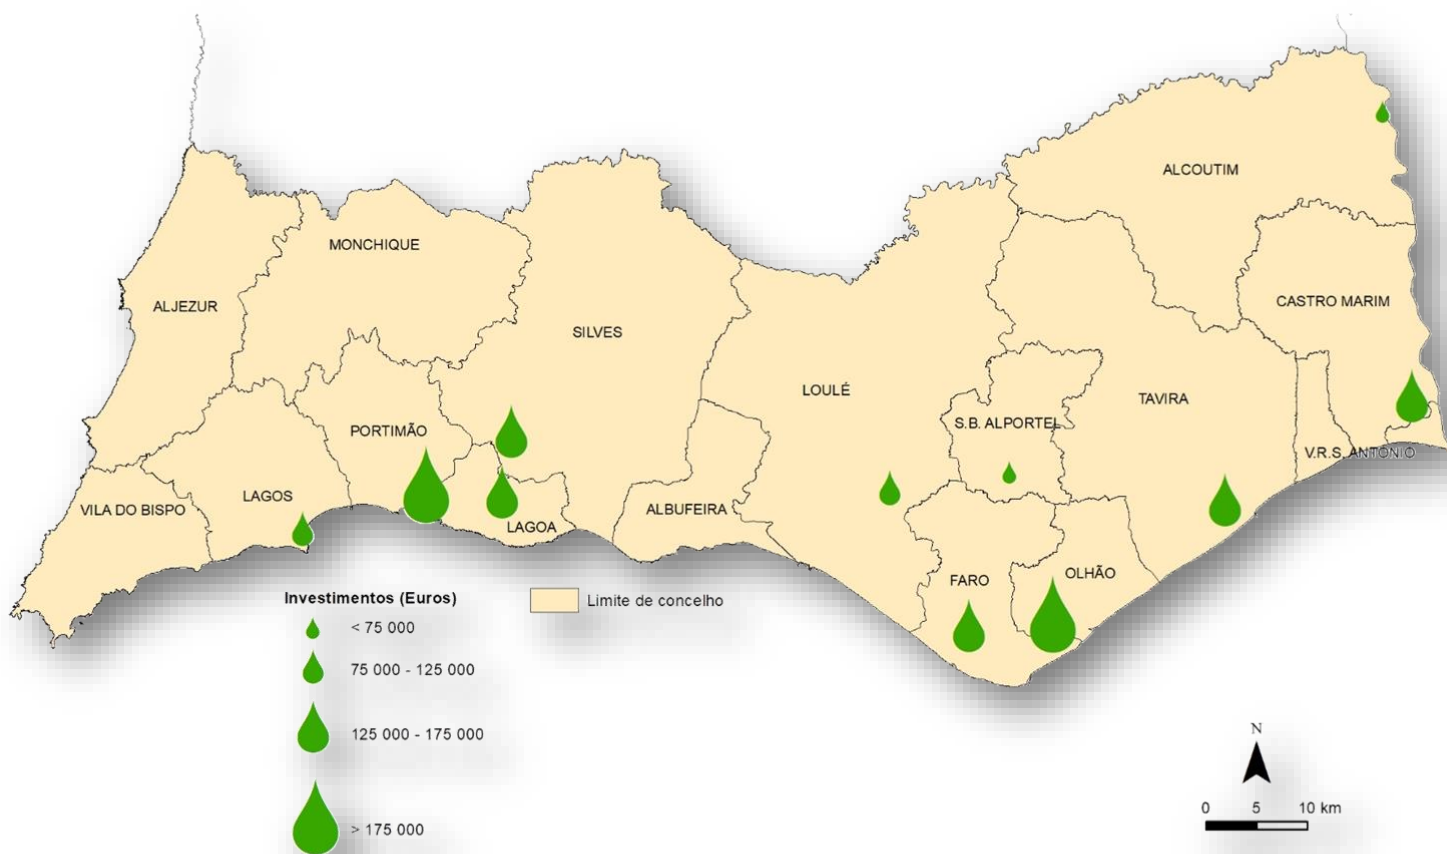 ALCOUTIM
MONCHIQUE
CASTRO MARIM
ALJEZUR
SILVES
LOULÉ
TAVIRA
S.B. ALPORTEL
PORTIMÃO
V.R.S. ANTÓNIO
LAGOS
VILA DO BISPO
ALBUFEIRA
LAGOA
OLHÃO
FARO
Investimentos (Euros)
Limite de concelho
< 75 000
75 000 - 125 000
125 000 - 175 000
> 175 000
N
0 5 10 km